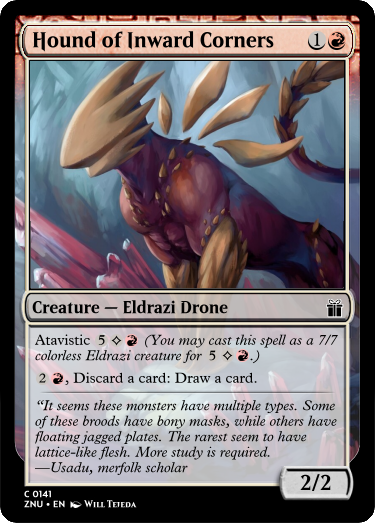 Hound of Inward Corners 1
Creature — Eldrazi Drone
Atavistic 5 (You may cast this spell as a 7/7
colorless Eldrazi creature for 5 .)
2 , Discard a card: Draw a card.
“It seems these monsters have multiple types. Some
of these broods have bony masks, while others have
floating jagged plates. The rarest seem to have
lattice-like flesh. More study is required.
—Usadu, merfolk scholar
2/2
C 0141
ZNU • EN Will Tejeda